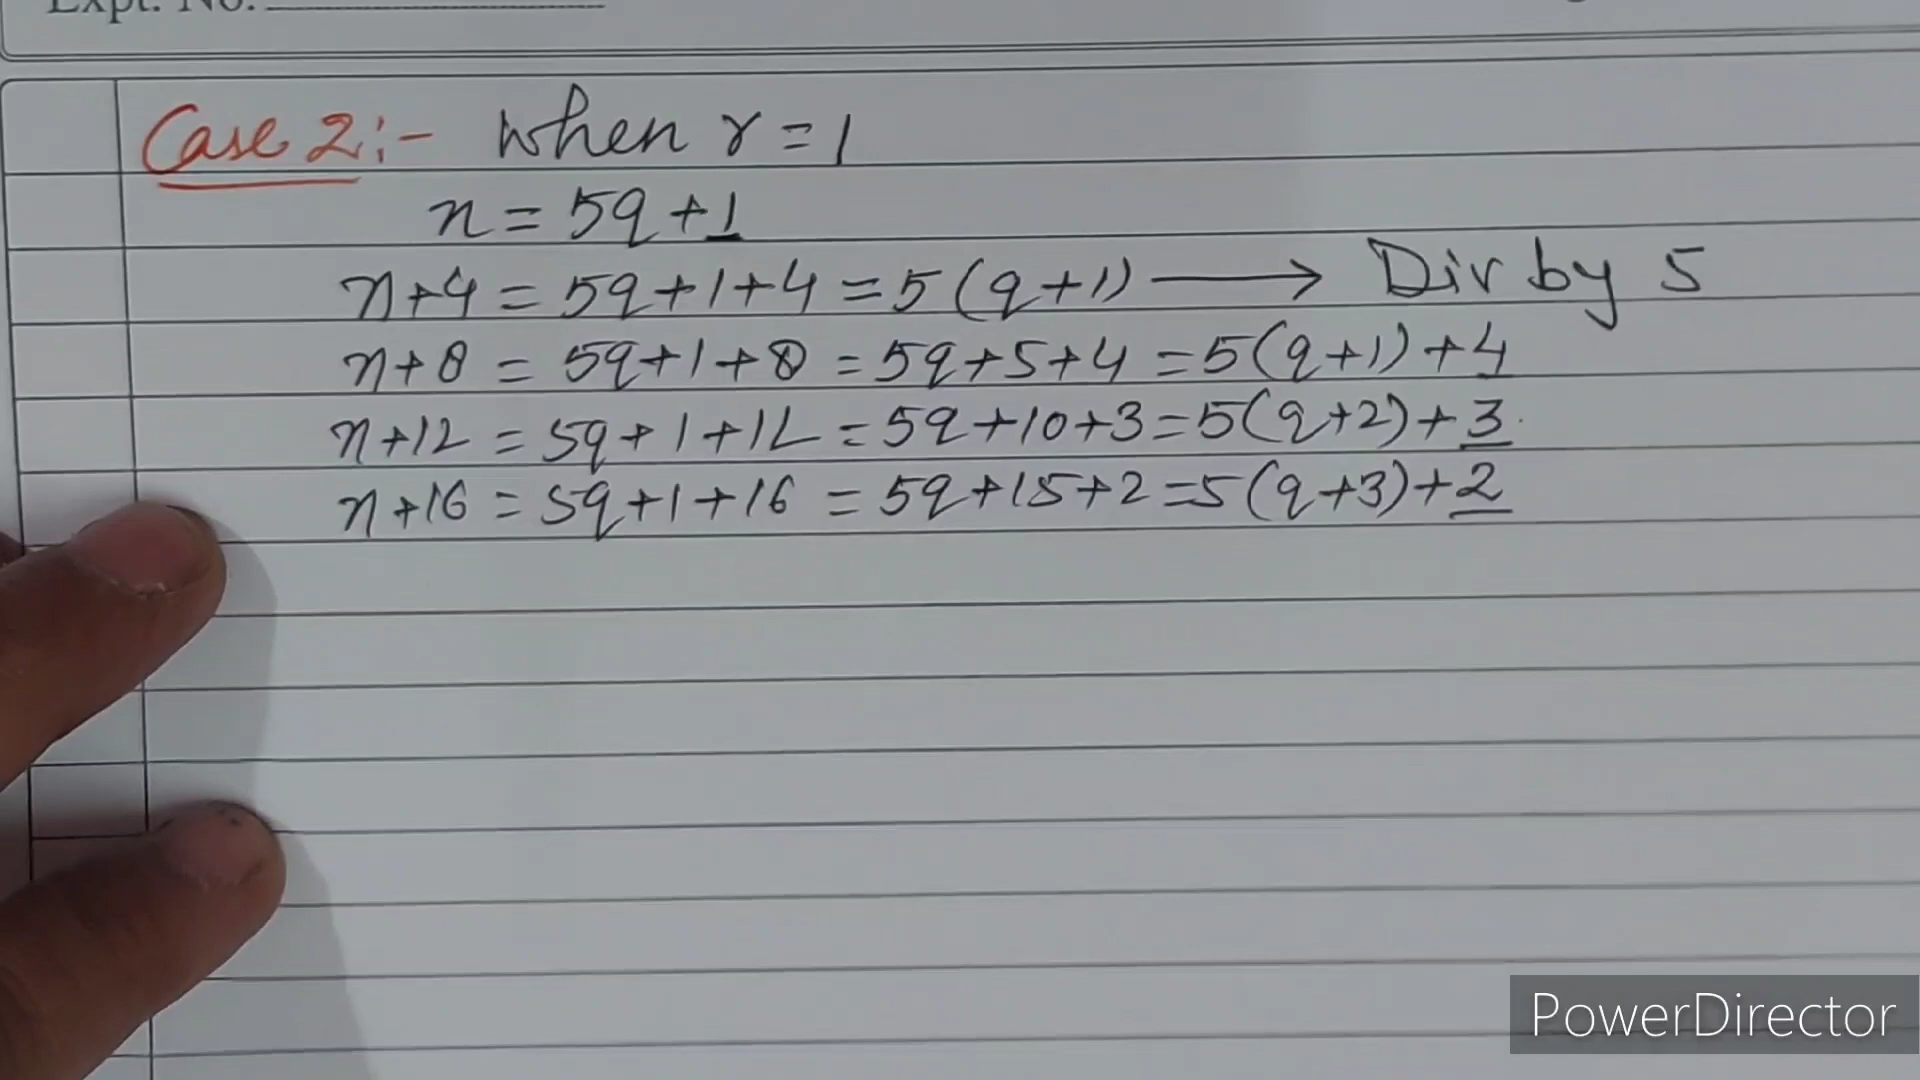 Expt. No.
Case 2:- When r = 1
n = 5q + 1
n+4 = 5q+1+4 = 5(q+1) ⟶ Div by 5
n+8 = 5q+1+8 = 5q+5+4 = 5(q+1)+4
n+12 = 5q+1+12 = 5q+10+3 = 5(q+2)+3
n+16 = 5q+1+16 = 5q+15+2 = 5(q+3)+2
PowerDirector